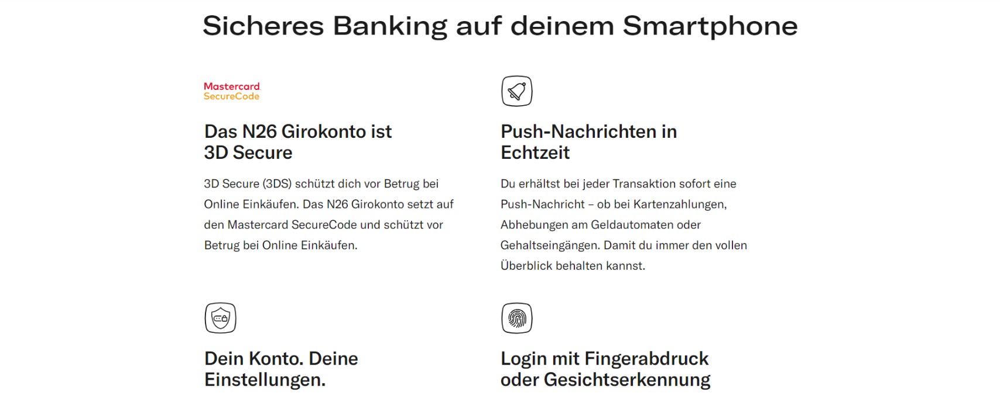 Sicheres Banking auf deinem Smartphone
Mastercard
SecureCode
Das N26 Girokonto ist
3D Secure
3D Secure (3DS) schützt dich vor Betrug bei
Online Einkäufen. Das N26 Girokonto setzt auf
den Mastercard SecureCode und schützt vor
Betrug bei Online Einkäufen.
Push-Nachrichten in
Echtzeit
Du erhältst bei jeder Transaktion sofort eine
Push-Nachricht – ob bei Kartenzahlungen,
Abhebungen am Geldautomaten oder
Gehaltseingängen. Damit du immer den vollen
Überblick behalten kannst.
Dein Konto. Deine
Einstellungen.
Login mit Fingerabdruck
oder Gesichtserkennung